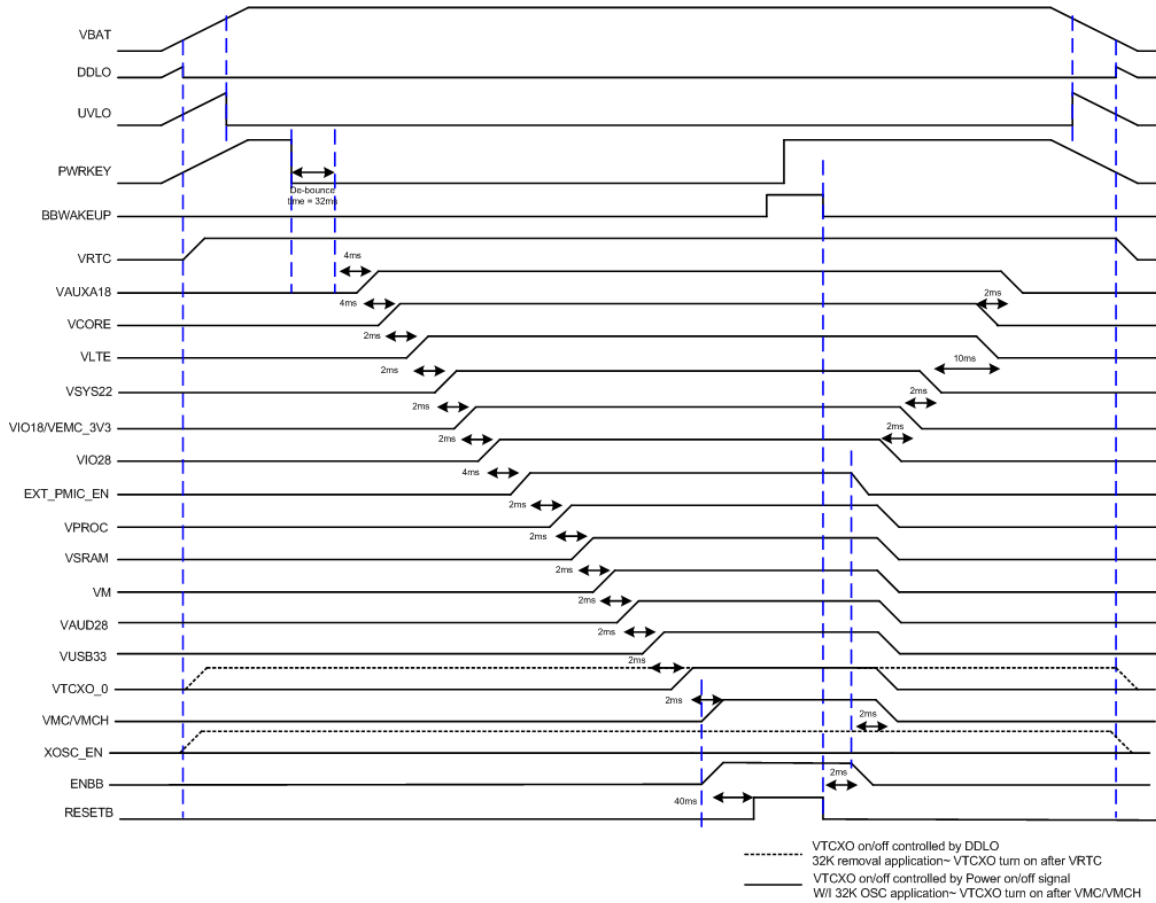 VBAT
DDLO
UVLO
PWRKEY
De-bounce
time = 32ms
BBWAKEUP
VRTC
4ms
VAUXA18
4ms
2ms
VCORE
2ms
VLTE
10ms
2ms
VSYS22
2ms
2ms
VIO18/VEMC_3V3
2ms
2ms
VIO28
4ms
EXT_PMIC_EN
2ms
VPROC
2ms
VSRAM
2ms
VM
2ms
VAUD28
2ms
VUSB33
2ms
VTCXO_0
2ms
VMC/VMCH
2ms
XOSC_EN
2ms
ENBB
40ms
RESETB
VTCXO on/off controlled by DDLO
32K removal application~ VTCXO turn on after VRTC
VTCXO on/off controlled by Power on/off signal
W/I 32K OSC application~ VTCXO turn on after VMC/VMCH